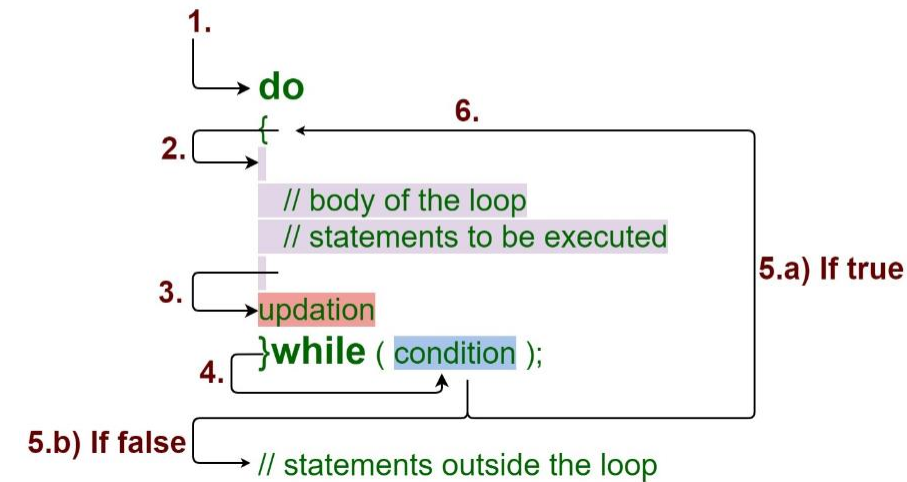 1.
do
6.
{
2.
// body of the loop
// statements to be executed
5.a) If true
3.
updation
}while ( condition );
4.
5.b) If false
// statements outside the loop